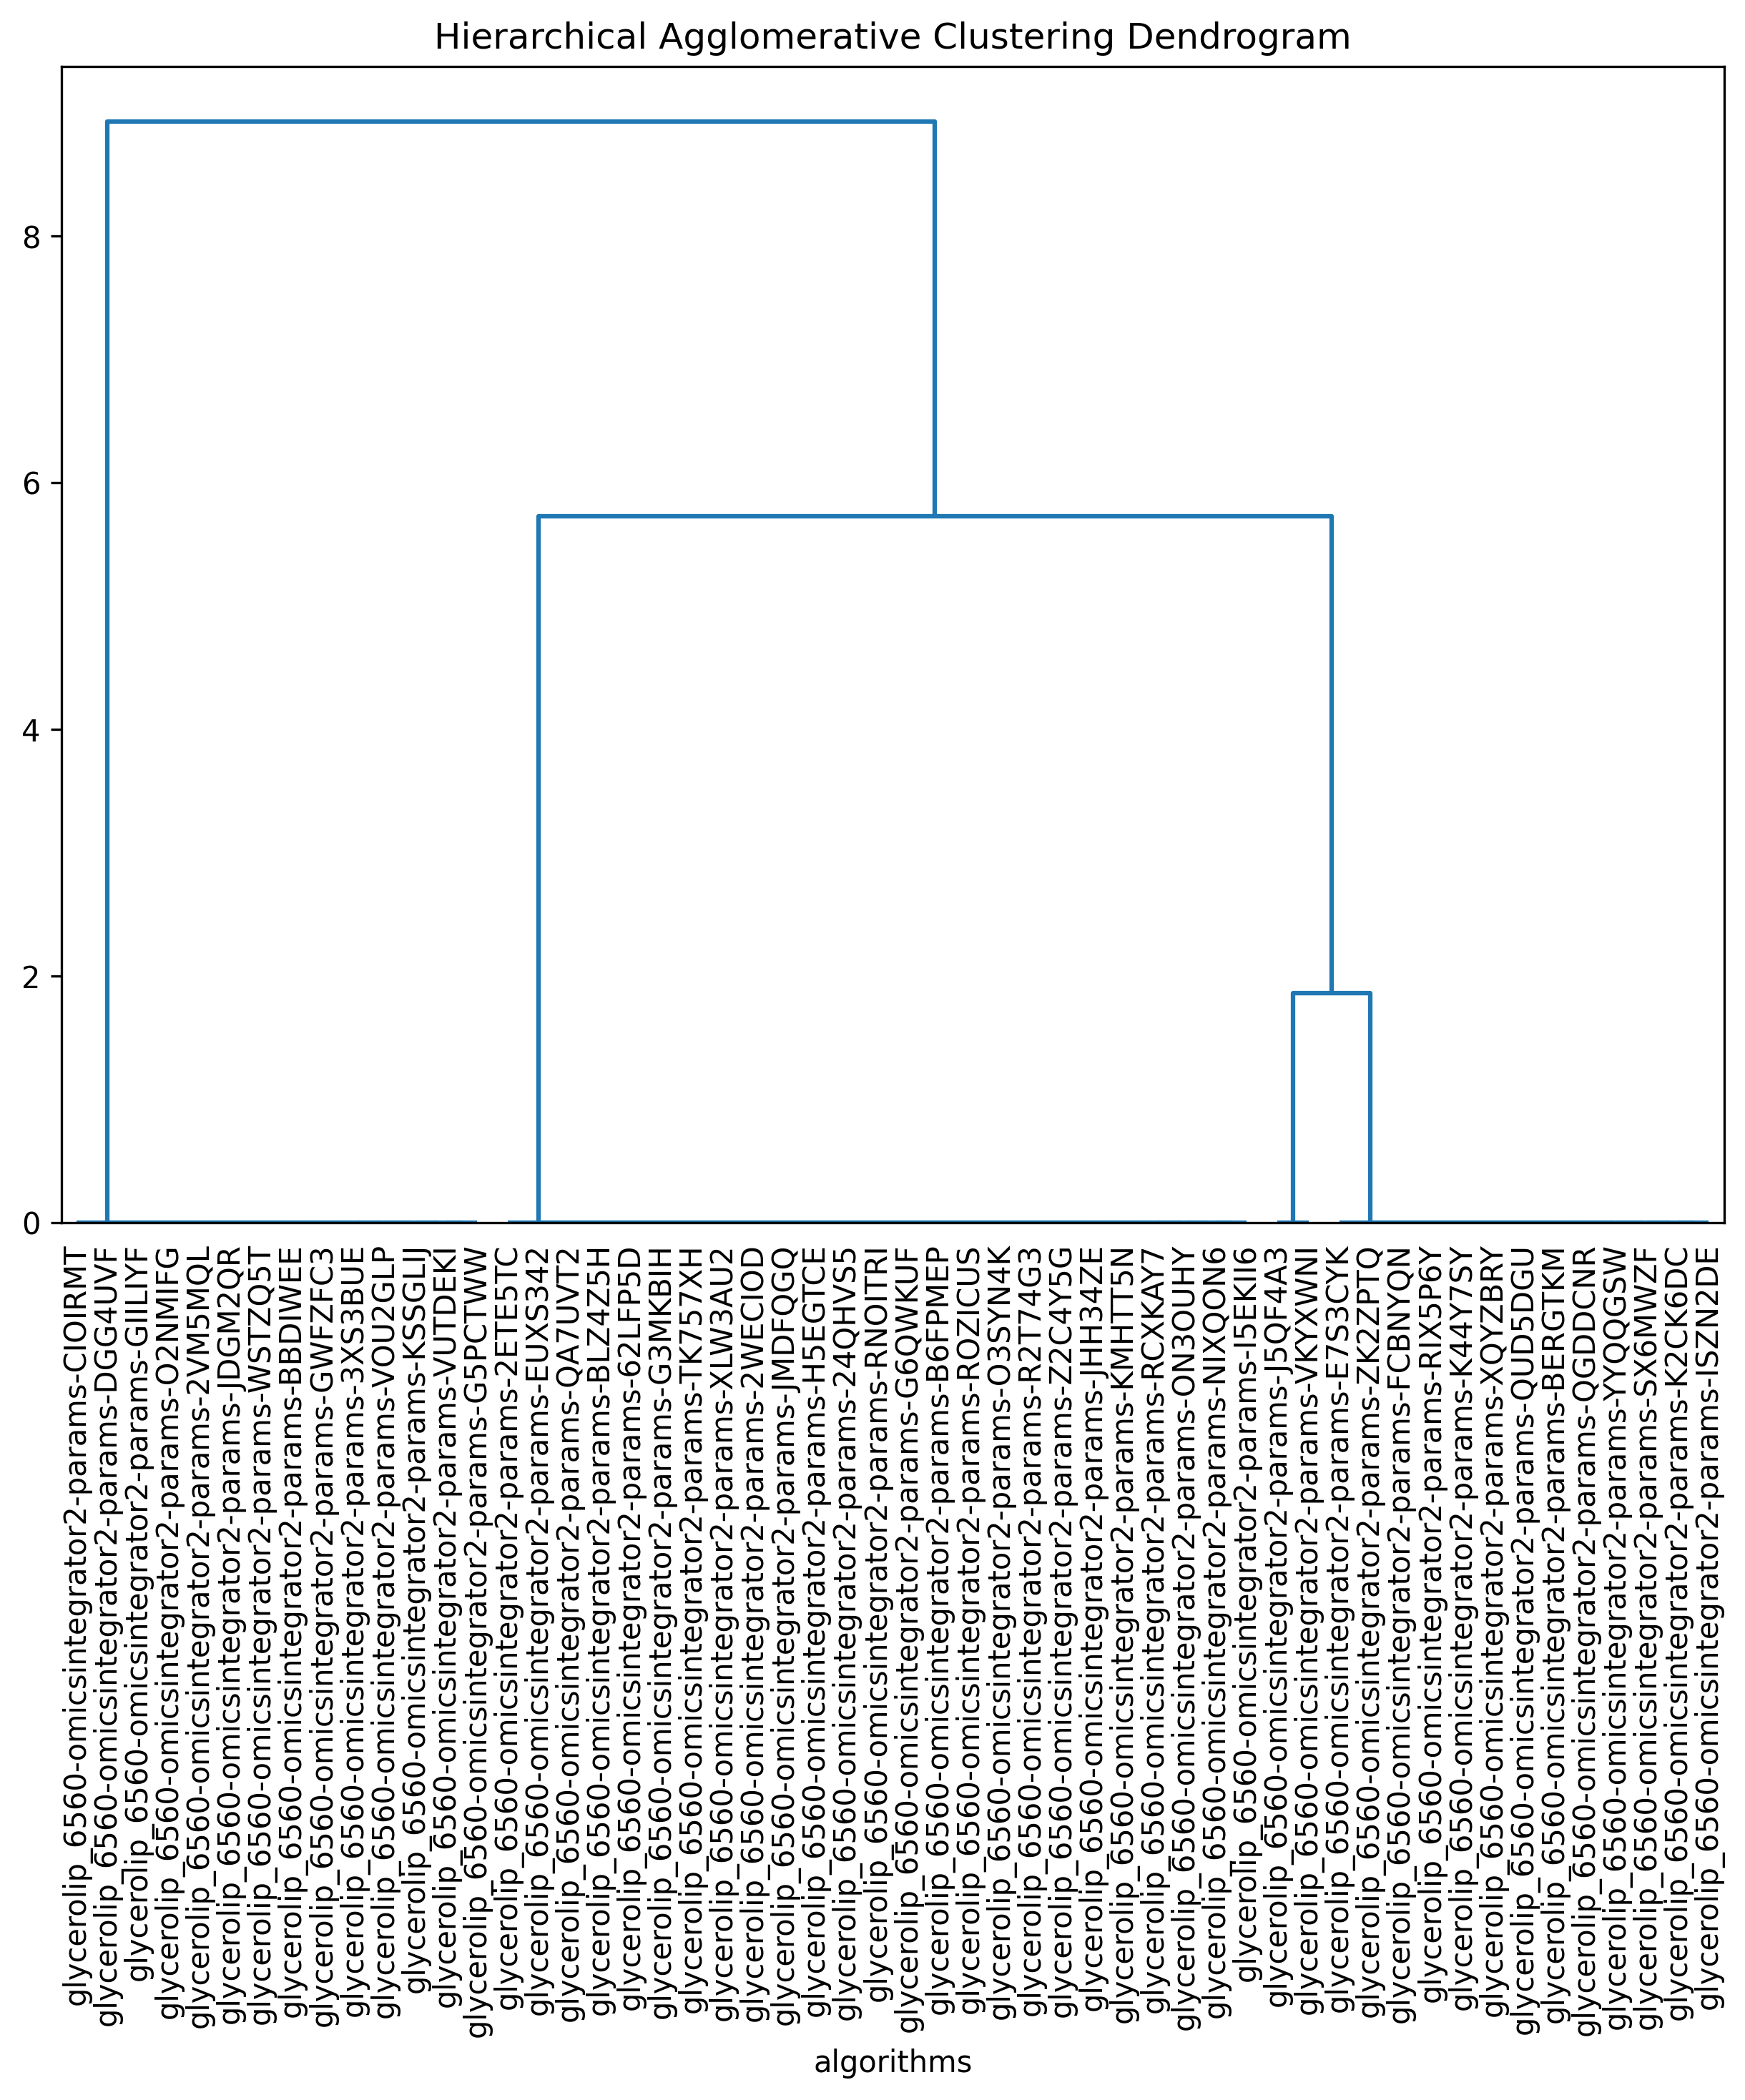 Hierarchical Agglomerative Clustering Dendrogram
8
6
4
2
0
glycerolip_6560-omicsintegrator2-params-CIOIRMT
glycerolip_6560-omicsintegrator2-params-DGG4UVF
glycerolip_6560-omicsintegrator2-params-GIILIYF
glycerolip_6560-omicsintegrator2-params-O2NMIFG
glycerolip_6560-omicsintegrator2-params-2VM5MQL
glycerolip_6560-omicsintegrator2-params-JDGM2QR
glycerolip_6560-omicsintegrator2-params-WSTZQ5T
glycerolip_6560-omicsintegrator2-params-BBDIWEE
glycerolip_6560-omicsintegrator2-params-GWFZFC3
glycerolip_6560-omicsintegrator2-params-3XS3BUE
glycerolip_6560-omicsintegrator2-params-VOU2GLP
glycerolip_6560-omicsintegrator2-params-KSSGLIJ
glycerolip_6560-omicsintegrator2-params-VUTDEKI
glycerolip_6560-omicsintegrator2-params-G5PCTWW
glycerolip_6560-omicsintegrator2-params-2ETE5TC
glycerolip_6560-omicsintegrator2-params-EUXS342
glycerolip_6560-omicsintegrator2-params-QA7UVT2
glycerolip_6560-omicsintegrator2-params-BLZ4Z5H
glycerolip_6560-omicsintegrator2-params-62LFP5D
glycerolip_6560-omicsintegrator2-params-G3MKBIH
glycerolip_6560-omicsintegrator2-params-TK757XH
glycerolip_6560-omicsintegrator2-params-XLW3AU2
glycerolip_6560-omicsintegrator2-params-2WECIOD
glycerolip_6560-omicsintegrator2-params-JMDFQGQ
glycerolip_6560-omicsintegrator2-params-H5EGTCE
glycerolip_6560-omicsintegrator2-params-24QHVS5
glycerolip_6560-omicsintegrator2-params-RNOITRI
glycerolip_6560-omicsintegrator2-params-G6QWKUF
glycerolip_6560-omicsintegrator2-params-B6FPMEP
glycerolip_6560-omicsintegrator2-params-ROZICUS
glycerolip_6560-omicsintegrator2-params-O3SYN4K
glycerolip_6560-omicsintegrator2-params-R2T74G3
glycerolip_6560-omicsintegrator2-params-Z2C4Y5G
glycerolip_6560-omicsintegrator2-params-JHH34ZE
glycerolip_6560-omicsintegrator2-params-KMHTT5N
glycerolip_6560-omicsintegrator2-params-RCXKAY7
glycerolip_6560-omicsintegrator2-params-ON3OUHY
glycerolip_6560-omicsintegrator2-params-NIXQON6
glycerolip_6560-omicsintegrator2-params-I5EKII6
glycerolip_6560-omicsintegrator2-params-J5QF4A3
glycerolip_6560-omicsintegrator2-params-VKYXWNI
glycerolip_6560-omicsintegrator2-params-E7S3CYK
glycerolip_6560-omicsintegrator2-params-ZK2ZPTQ
glycerolip_6560-omicsintegrator2-params-FCBNYQN
glycerolip_6560-omicsintegrator2-params-RIX5P6Y
glycerolip_6560-omicsintegrator2-params-K44Y7SY
glycerolip_6560-omicsintegrator2-params-XQYZBRY
glycerolip_6560-omicsintegrator2-params-QUD5DGU
glycerolip_6560-omicsintegrator2-params-BERGTKM
glycerolip_6560-omicsintegrator2-params-QGDDCNR
glycerolip_6560-omicsintegrator2-params-YYQQGSW
glycerolip_6560-omicsintegrator2-params-SX6MWZF
glycerolip_6560-omicsintegrator2-params-K2CK6DC
glycerolip_6560-omicsintegrator2-params-ISZN2DE
algorithms